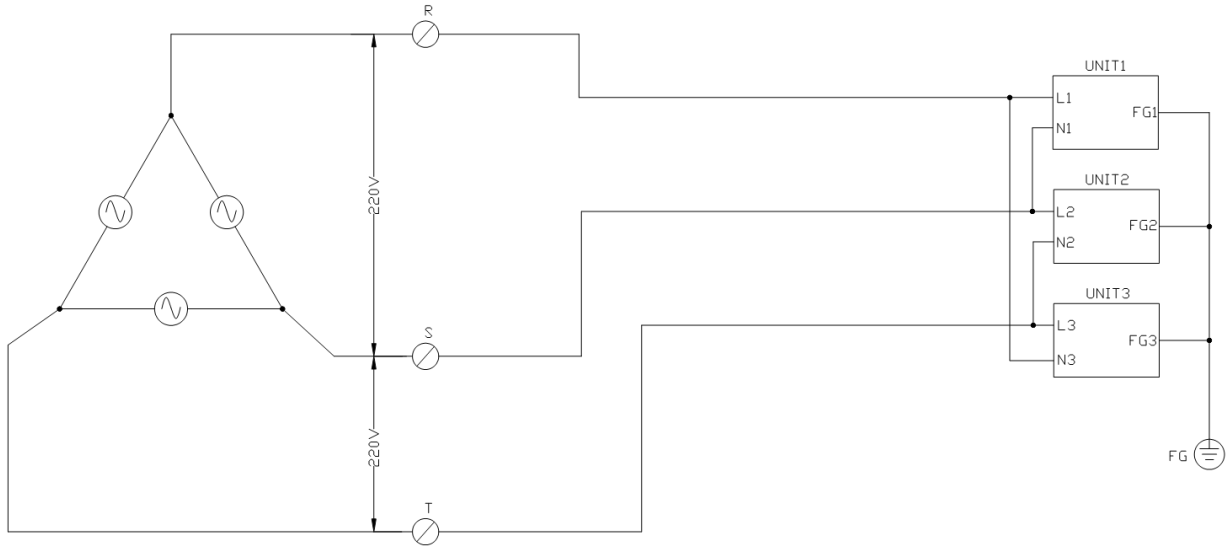 R
UNIT1
L1
FG1
N1
220V
UNIT2
L2
FG2
N2
UNIT3
S
L3
FG3
N3
220V
FG
T